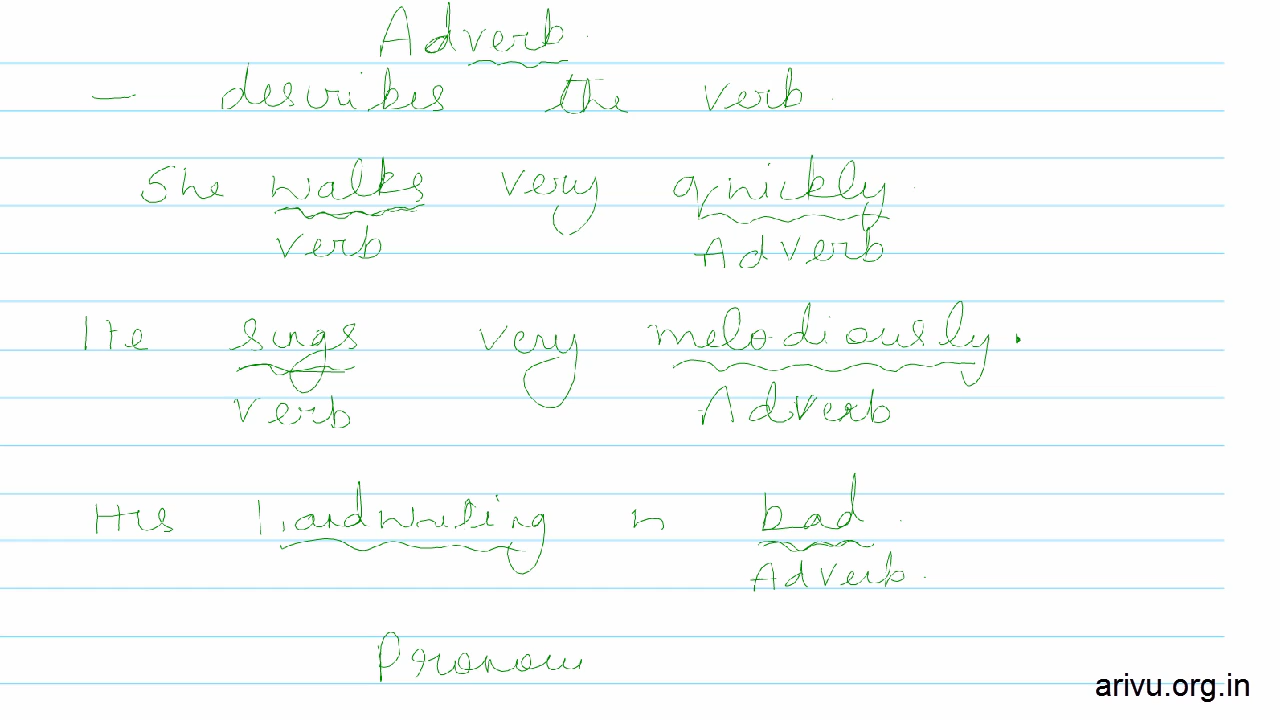 Adverb.
- describes the verb.
She walks very quickly.
verb Adverb
He sings very melodiously.
verb Adverb
His handwriting is bad.
Adverb.
Pronoun
arivu.org.in